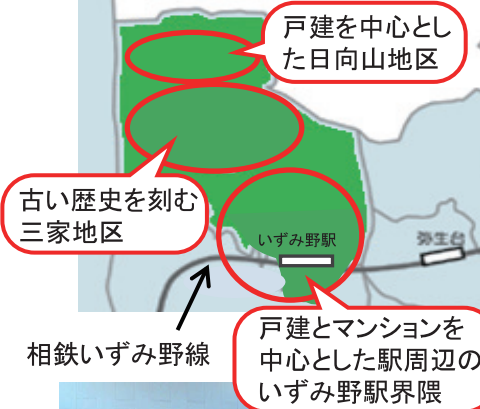 戸建を中心とし
た日向山地区
古い歴史を刻む
三家地区
いずみ野駅
弥生台
相鉄いずみ野線
戸建とマンションを
中心とした駅周辺の
いずみ野駅界隈